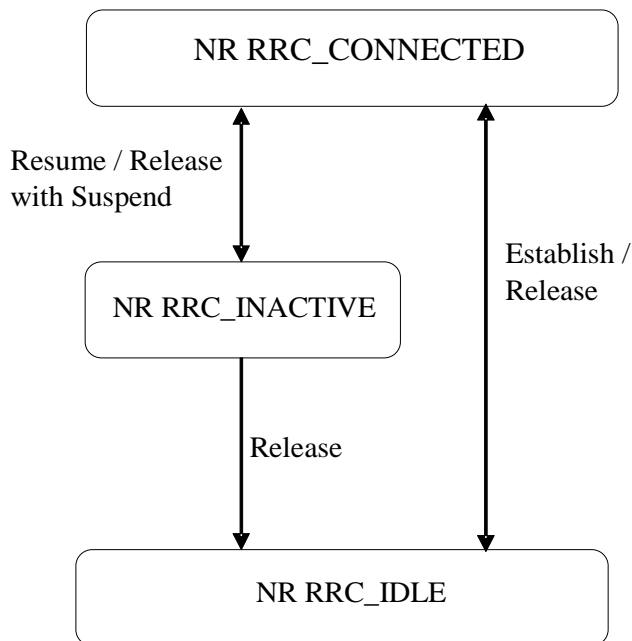 NR RRC_CONNECTED
Resume / Release
with Suspend
Establish /
Release
NR RRC_INACTIVE
Release
NR RRC_IDLE